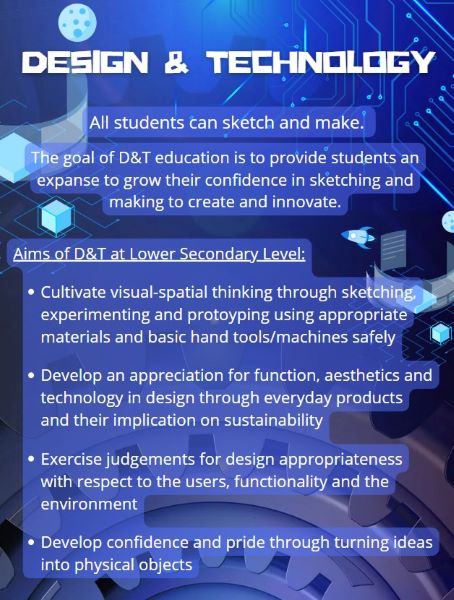 DESIGN & TECHNOLOGY
All students can sketch and make.
The goal of D&T education is to provide students an
expanse to grow their confidence in sketching and
making to create and innovate.
Aims of D&T at Lower Secondary Level:
• Cultivate visual-spatial thinking through sketching,
experimenting and protoyping using appropriate
materials and basic hand tools/machines safely
• Develop an appreciation for function, aesthetics and
technology in design through everyday products
and their implication on sustainability
• Exercise judgements for design appropriateness
with respect to the users, functionality and the
environment
• Develop confidence and pride through turning ideas
into physical objects